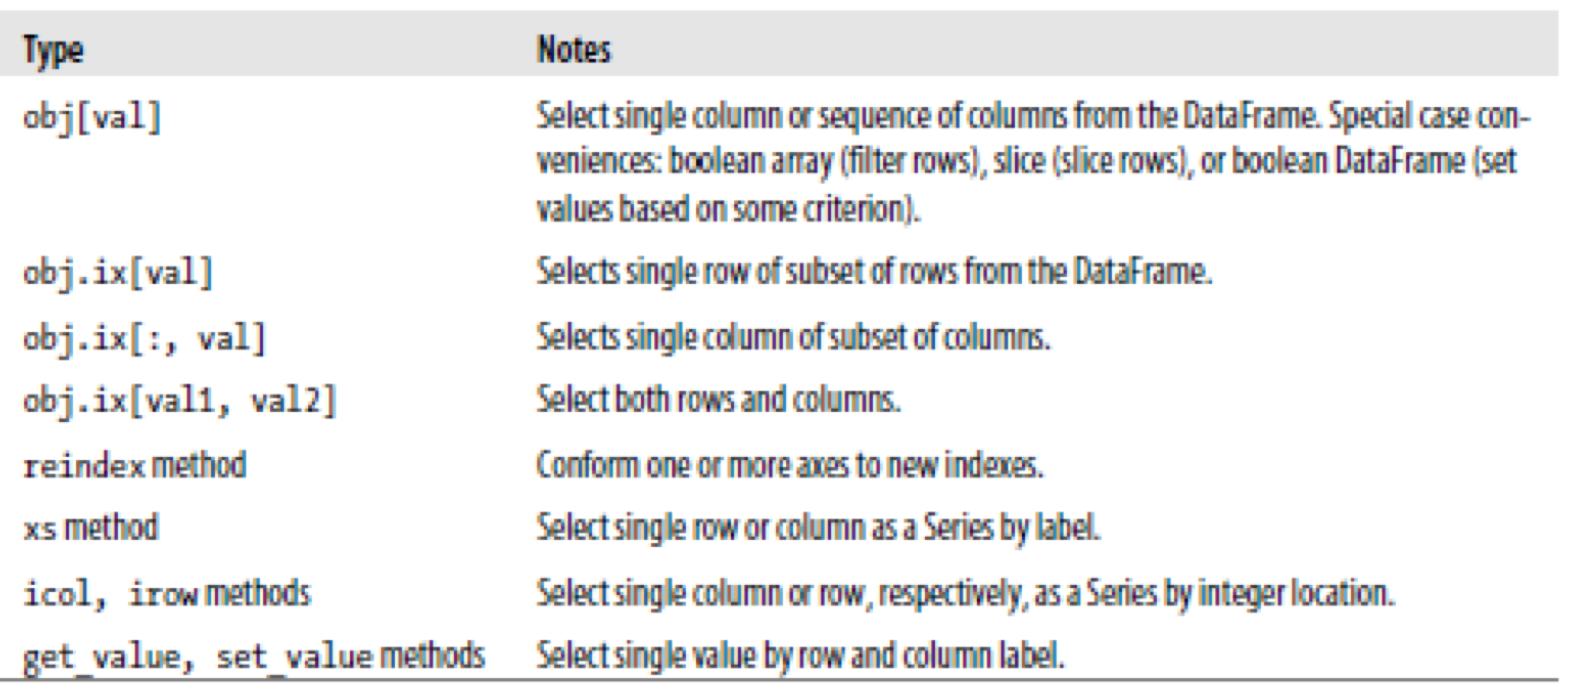 Type Notes
obj[val] Select single column or sequence of columns from the DataFrame. Special case con-
veniences: boolean array (filter rows), slice (slice rows), or boolean DataFrame (set
values based on some criterion).
obj.ix[val] Selects single row of subset of rows from the DataFrame.
obj.ix[:, val] Selects single column of subset of columns.
obj.ix[val1, val2] Select both rows and columns.
reindex method Conform one or more axes to new indexes.
xs method Select single row or column as a Series by label.
icol, irow methods Select single column or row, respectively, as a Series by integer location.
get_value, set_value methods Select single value by row and column label.